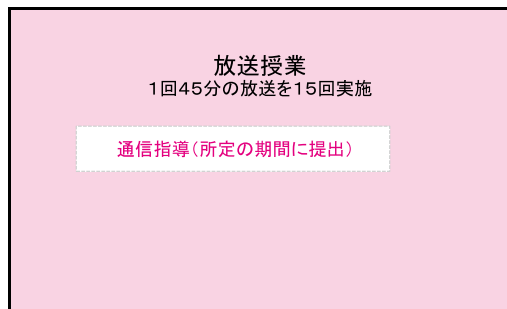 放送授業
１回４５分の放送を１５回実施
通信指導（所定の期間に提出）